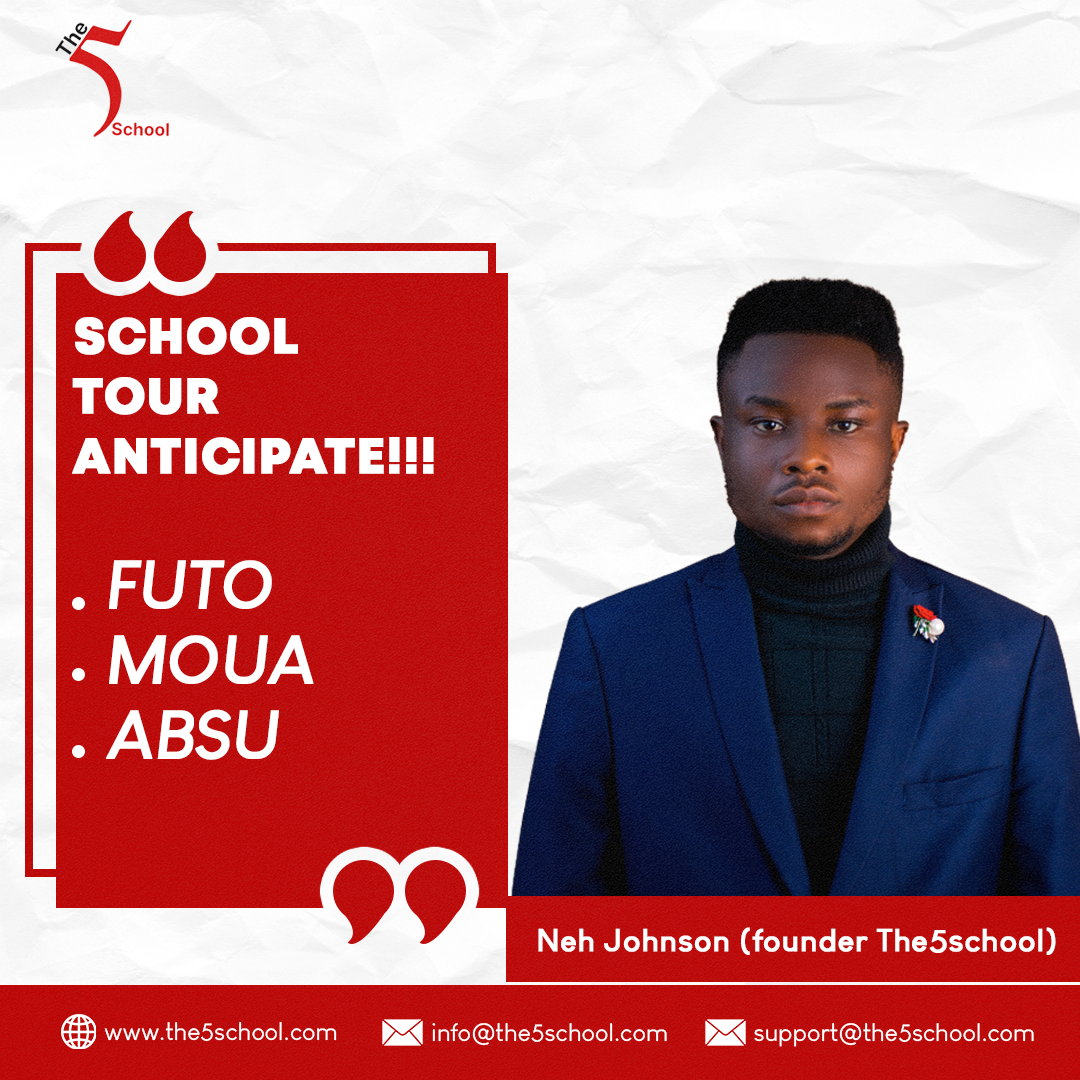 The
5
School
SCHOOL
TOUR
ANTICIPATE!!!
. FUTO
. MOUA
. ABSU
Neh Johnson (founder The5school)
www.the5school.com
info@the5school.com
support@the5school.com